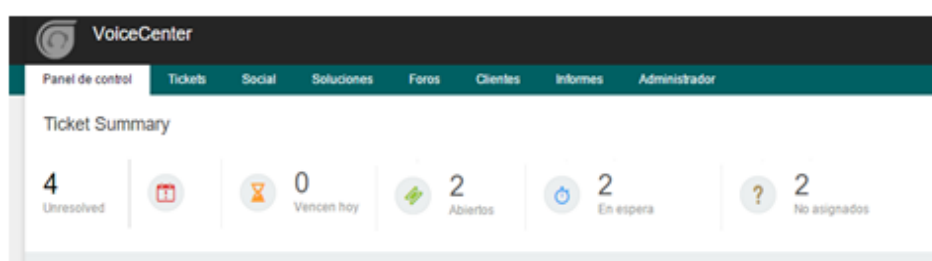 VoiceCenter
Panel de control Tickets Social Soluciones Foros Clientes Informes Administrador
Ticket Summary
4 0 2 2 ? 2
Unresolved Vencen hoy Abiertos En espera No asignados